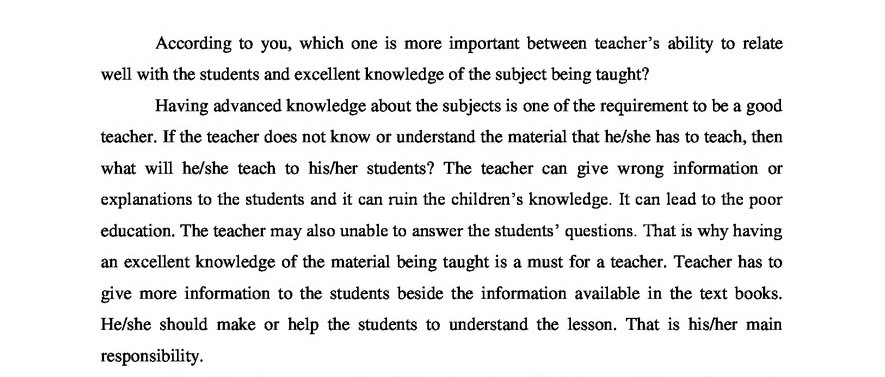 According to you, which one is more important between teacher's ability to relate
well with the students and excellent knowledge of the subject being taught?
Having advanced knowledge about the subjects is one of the requirement to be a good
teacher. If the teacher does not know or understand the material that he/she has to teach, then
what will he/she teach to his/her students? The teacher can give wrong information or
explanations to the students and it can ruin the children's knowledge. It can lead to the poor
education. The teacher may also unable to answer the students' questions. That is why having
an excellent knowledge of the material being taught is a must for a teacher. Teacher has to
give more information to the students beside the information available in the text books.
He/she should make or help the students to understand the lesson. That is his/her main
responsibility.